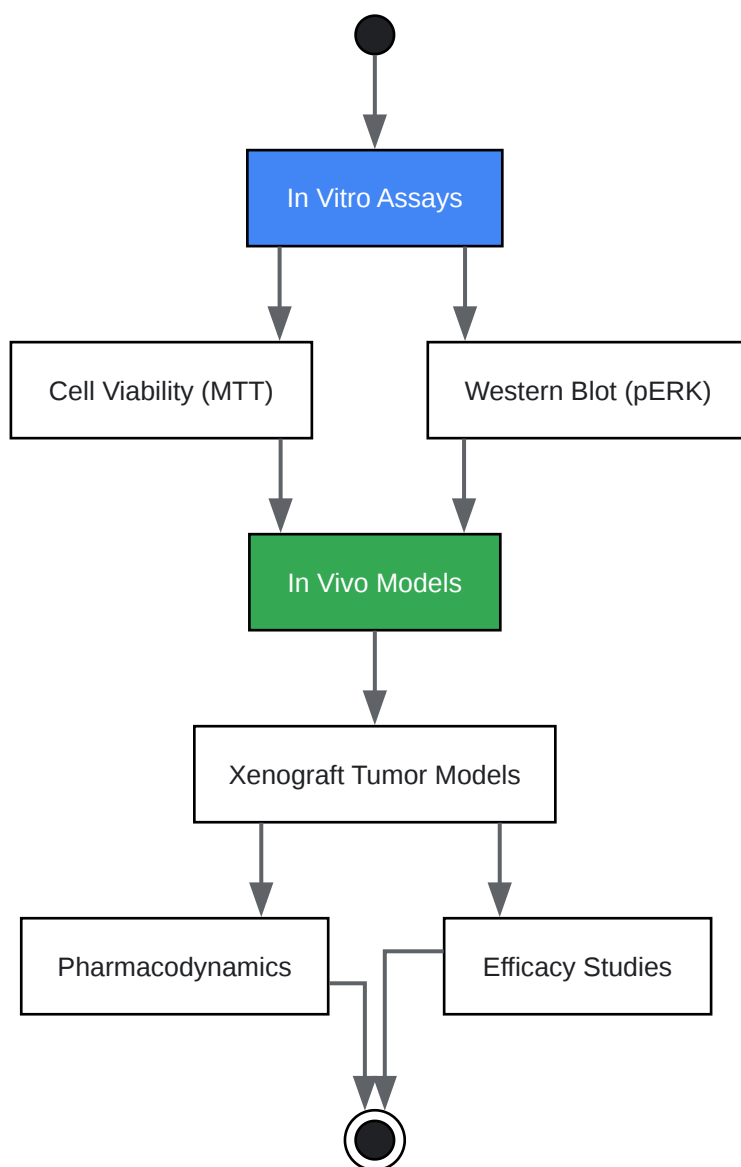 In Vitro Assays
Cell Viability (MTT)
Western Blot (pERK)
In Vivo Models
Xenograft Tumor Models
Pharmacodynamics
Efficacy Studies